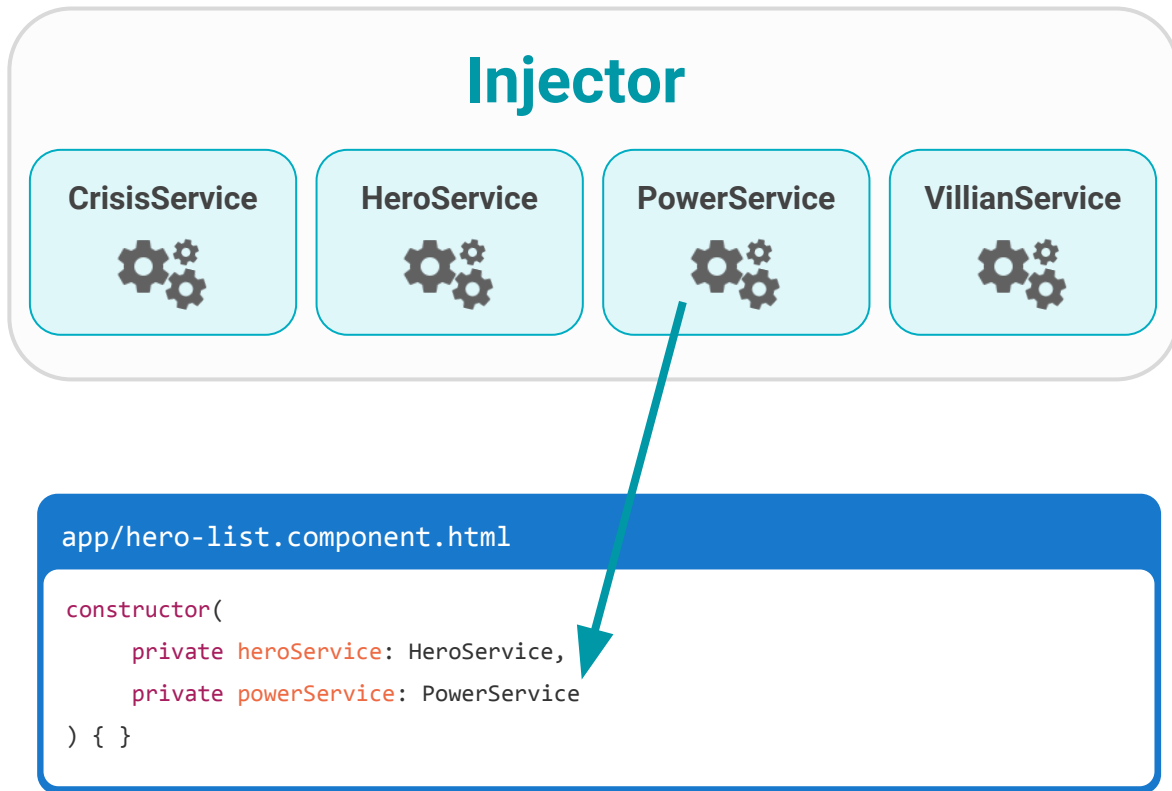 Injector
CrisisService HeroService PowerService VillianService
app/hero-list.component.html
constructor(
private heroService: HeroService,
private powerService: PowerService
) { }